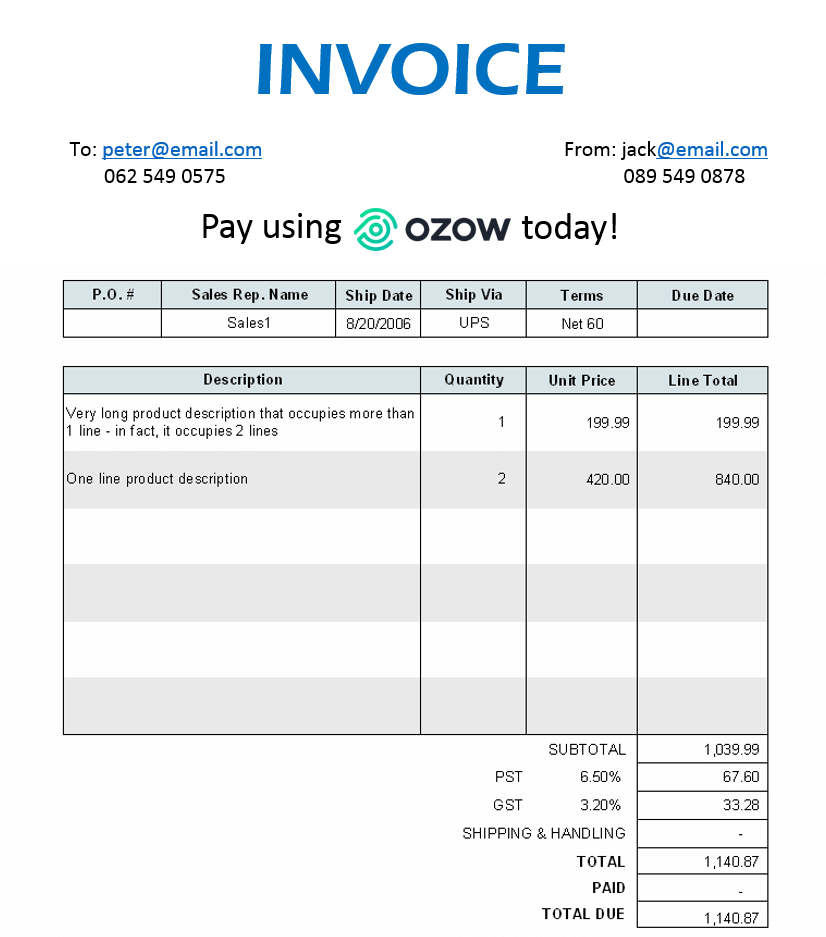 INVOICE
To: peter@email.com
062 549 0575
From: jack@email.com
089 549 0878
Pay using OZOW today!
P.O. # Sales Rep. Name Ship Date Ship Via Terms Due Date
Sales1 8/20/2006 UPS Net 60
Description Quantity Unit Price Line Total
Very long product description that occupies more than
1 line - in fact, it occupies 2 lines
1 199.99 199.99
One line product description 2 420.00 840.00
SUBTOTAL 1,039.99
PST 6.50% 67.60
GST 3.20% 33.28
SHIPPING & HANDLING -
TOTAL 1,140.87
PAID -
TOTAL DUE 1,140.87